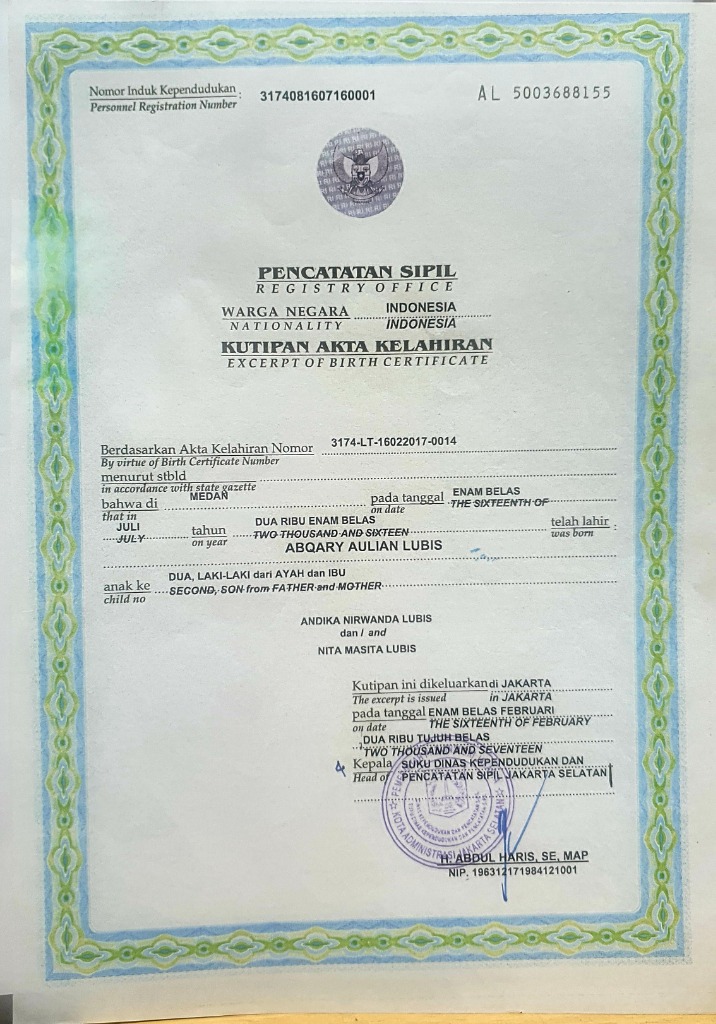 Nomor Induk Kependudukan : 3174081607160001
Personnel Registration Number
AL 5003688155
PENCATATAN SIPIL
REGISTRY OFFICE
WARGA NEGARA INDONESIA
NATIONALITY INDONESIA
KUTIPAN AKTA KELAHIRAN
EXCERPT OF BIRTH CERTIFICATE
Berdasarkan Akta Kelahiran Nomor 3174-LT-16022017-0014
By virtue of Birth Certificate Number
menurut stbld
in accordance with state gazette
bahwa di MEDAN pada tanggal ENAM BELAS
that in on date THE SIXTEENTH OF
JULI tahun DUA RIBU ENAM BELAS telah lahir :
JULY on year TWO THOUSAND AND SIXTEEN was born
ABQARY AULIAN LUBIS
anak ke DUA, LAKI-LAKI dari AYAH dan IBU
child no SECOND, SON from FATHER and MOTHER
ANDIKA NIRWANDA LUBIS
dan / and
NITA MASITA LUBIS
Kutipan ini dikeluarkan di JAKARTA
The excerpt is issued in JAKARTA
pada tanggal ENAM BELAS FEBRUARI
on date THE SIXTEENTH OF FEBRUARY
DUA RIBU TUJUH BELAS
TWO THOUSAND AND SEVENTEEN
Kepala SUKU DINAS KEPENDUDUKAN DAN
Head of PENCATATAN SIPIL JAKARTA SELATAN
KOTA ADMINISTRASI JAKARTA SELATAN
H. ABDUL HARIS, SE, MAP
NIP. 196312171984121001